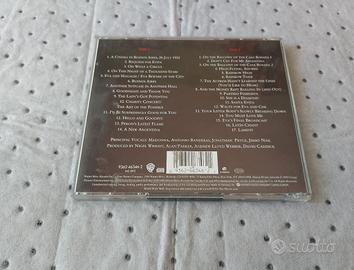 DISC 1
1. A CINEMA IN BUENOS AIRES, 26 JULY 1952
2. REQUIEM FOR EVITA
3. OH WHAT A CIRCUS
4. ON THIS NIGHT OF A THOUSAND STARS
5. EVA AND MAGALDI / EVA BEWARE OF THE CITY
6. BUENOS AIRES
7. ANOTHER SUITCASE IN ANOTHER HALL
8. GOODNIGHT AND THANK YOU
9. THE LADY'S GOT POTENTIAL
10. CHARITY CONCERT/
THE ART OF THE POSSIBLE
11. I'D BE SURPRISINGLY GOOD FOR YOU
12. HELLO AND GOODBYE
13. PERON'S LATEST FLAME
14. A NEW ARGENTINA
DISC 2
1. ON THE BALCONY OF THE CASA ROSADA 1
2. DON'T CRY FOR ME ARGENTINA
3. ON THE BALCONY OF THE CASA ROSADA 2
4. HIGH FLYING, ADORED
5. RAINBOW HIGH
6. RAINBOW TOUR
7. THE ACTRESS HASN'T LEARNED THE LINES
(YOU'D LIKE TO HEAR)
8. AND THE MONEY KEPT ROLLING IN (AND OUT)
9. PARTIDO FEMINISTA
10. SHE IS A DIAMOND
11. SANTA EVITA
12. WALTZ FOR EVA AND CHE
13. YOUR LITTLE BODY'S SLOWLY BREAKING DOWN
14. YOU MUST LOVE ME
15. EVA'S FINAL BROADCAST
16. LATIN CHANT
17. LAMENT
PRINCIPAL VOCALS: MADONNA, ANTONIO BANDERAS, JONATHAN PRYCE, JIMMY NAIL
PRODUCED BY NIGEL WRIGHT, ALAN PARKER, ANDREW LLOYD WEBBER, DAVID CADDICK
9362-46346-2
subito